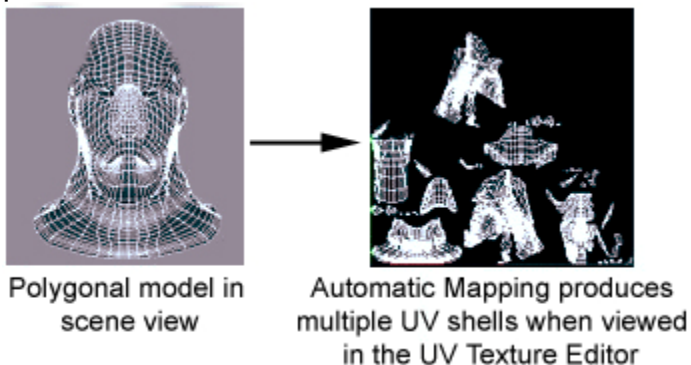 Polygonal model in
scene view
Automatic Mapping produces
multiple UV shells when viewed
in the UV Texture Editor